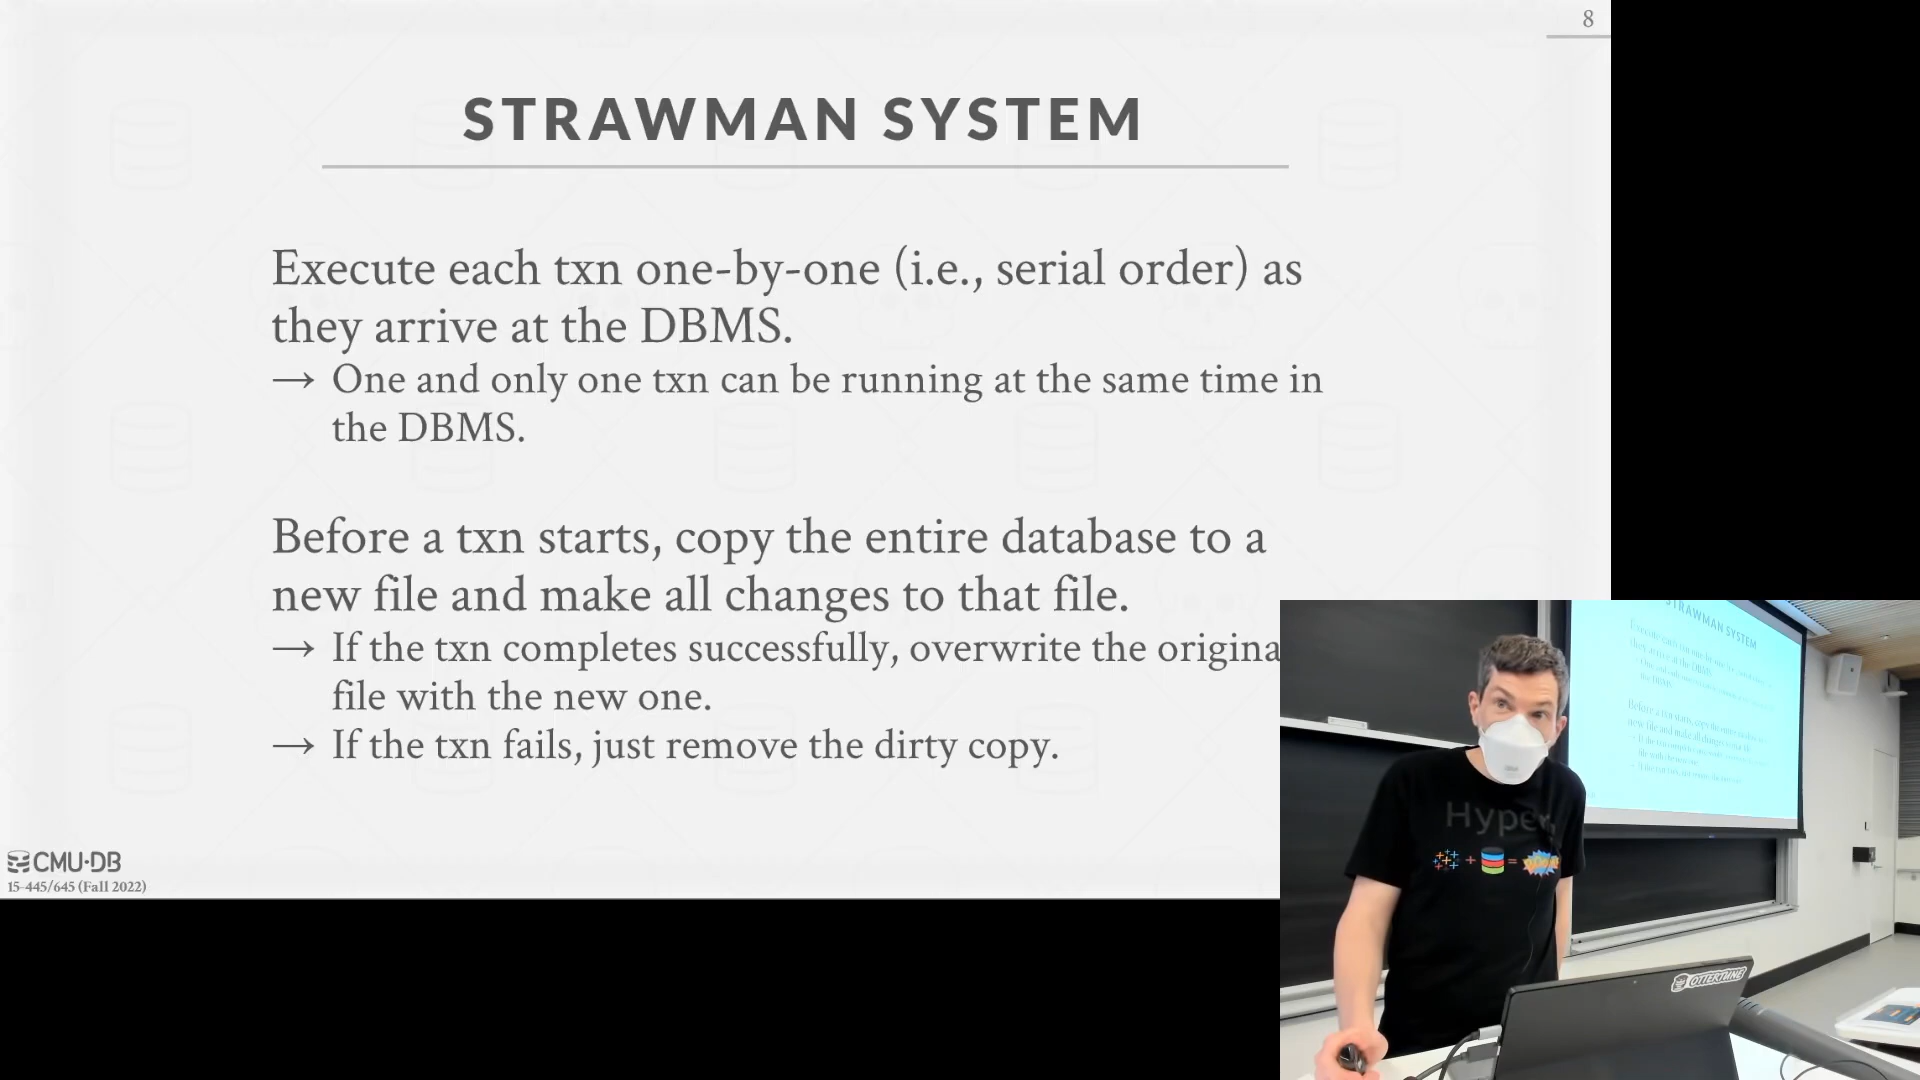 8
STRAWMAN SYSTEM
Execute each txn one-by-one (i.e., serial order) as
they arrive at the DBMS.
→ One and only one txn can be running at the same time in
the DBMS.
Before a txn starts, copy the entire database to a
new file and make all changes to that file.
→ If the txn completes successfully, overwrite the origina
file with the new one.
→ If the txn fails, just remove the dirty copy.
CMU·DB
15-445/645 (Fall 2022)
STRAWMAN SYSTEM
Hyper
+ =
OTTERTUNE